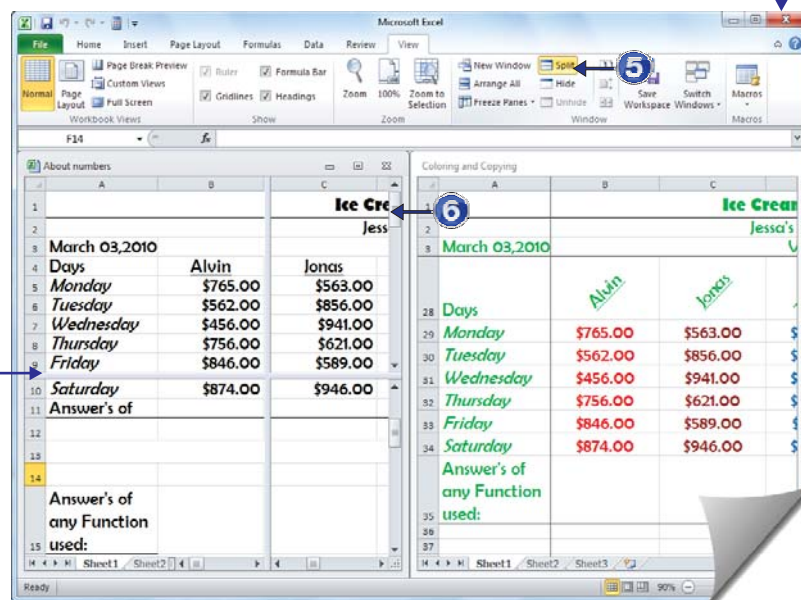 Microsoft Excel
File Home Insert Page Layout Formulas Data Review View
Normal Page Layout Page Break Preview Custom Views Full Screen
Workbook Views
Ruler Formula Bar
Gridlines Headings
Show
Zoom 100% Zoom to Selection
Zoom
New Window Split
Arrange All Hide
Freeze Panes Unhide
Save Workspace Switch Windows
Window
Macros
Macros
5
F14 fx
About numbers
A B C
1 Ice Cre
6
2 Jess
3 March 03,2010
4 Days Alvin Jonas
5 Monday $765.00 $563.00
6 Tuesday $562.00 $856.00
7 Wednesday $456.00 $941.00
8 Thursday $756.00 $621.00
9 Friday $846.00 $589.00
10 Saturday $874.00 $946.00
11 Answer's of
12
13
14
Answer's of
any Function
15 used:
Sheet1 Sheet2
Coloring and Copying
A B C
1 Ice Crea
2 Jessa's
3 March 03,2010
28 Days Alvin Jonas
29 Monday $765.00 $563.00 $
30 Tuesday $562.00 $856.00 $
31 Wednesday $456.00 $941.00 $
32 Thursday $756.00 $621.00 $
33 Friday $846.00 $589.00 $
34 Saturday $874.00 $946.00 $
Answer's of
any Function
35 used:
36
37
Sheet1 Sheet2 Sheet3
Ready 90%